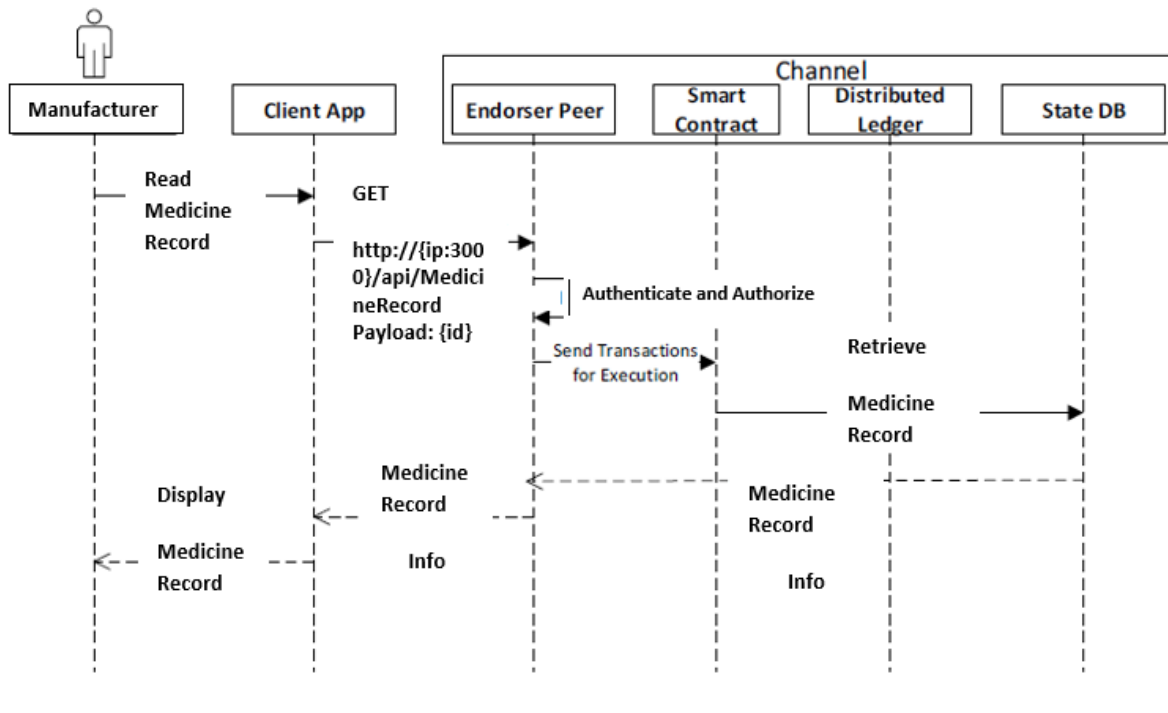 Channel
Manufacturer
Client App
Endorser Peer
Smart
Contract
Distributed
Ledger
State DB
Read
Medicine
Record
GET
http://{ip:300
0}/api/Medici
neRecord
Payload: {id}
Authenticate and Authorize
Send Transactions
for Execution
Retrieve
Medicine
Record
Medicine
Record
Info
Medicine
Record
Info
Display
Medicine
Record